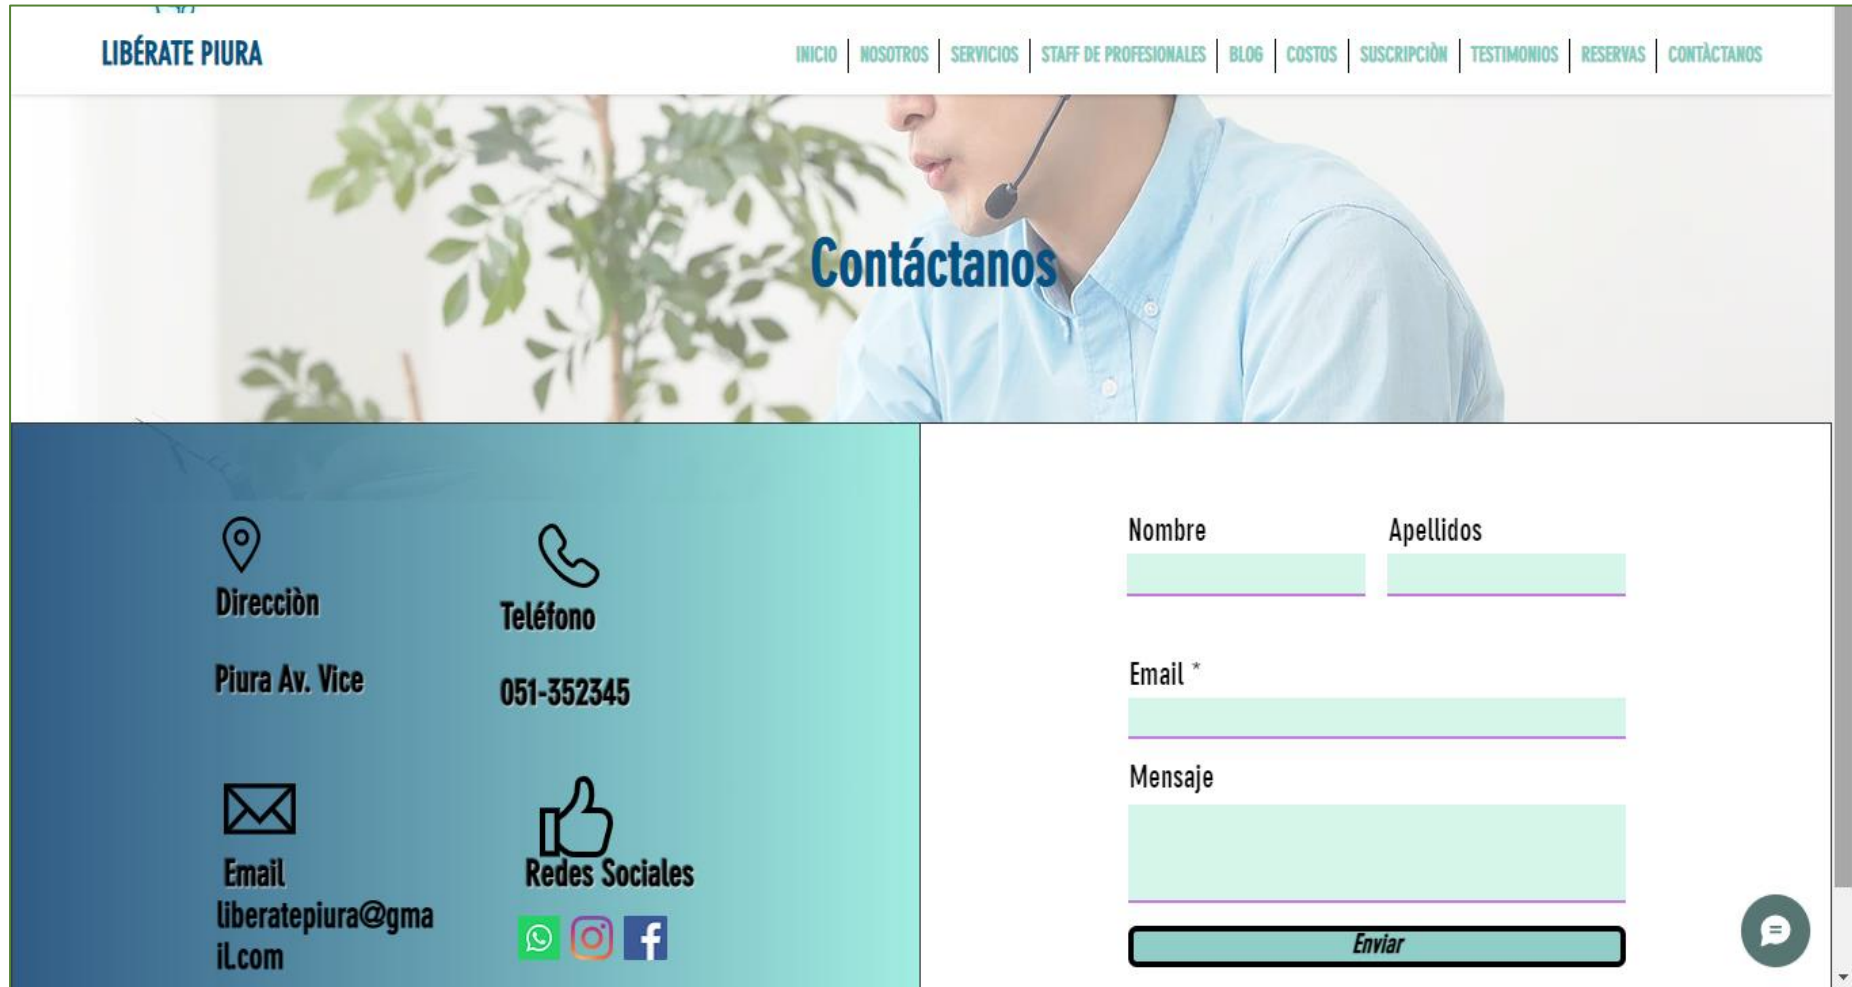 LIBÉRATE PIURA
INICIO
NOSOTROS
SERVICIOS
STAFF DE PROFESIONALES
BLOG
COSTOS
SUSCRIPCIÒN
TESTIMONIOS
RESERVAS
CONTÀCTANOS
Contáctanos
Direcciòn
Piura Av. Vice
Teléfono
051-352345
Email
liberatepiura@gma
il.com
Redes Sociales
Nombre
Apellidos
Email *
Mensaje
Enviar